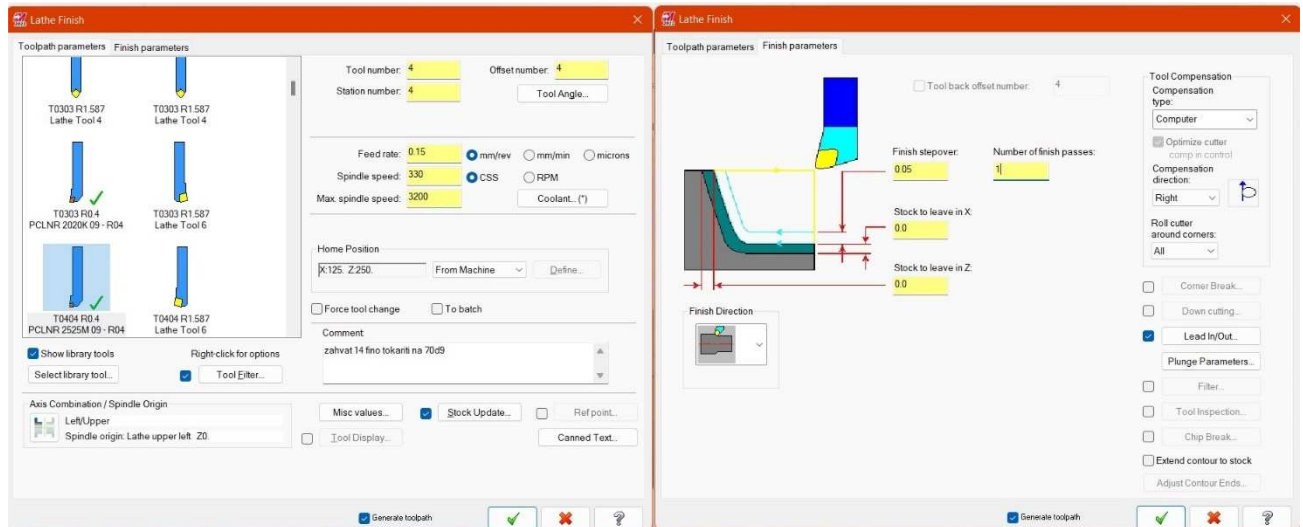 Lathe Finish
Toolpath parameters Finish parameters
T0303 R1.587
Lathe Tool 4
T0303 R1.587
Lathe Tool 4
T0303 R0.4
PCLNR 2020K 09 - R04
T0303 R1.587
Lathe Tool 6
T0404 R0.4
PCLNR 2525M 09 - R04
T0404 R1.587
Lathe Tool 6
Show library tools
Right-click for options
Select library tool...
Tool Filter...
Axis Combination / Spindle Origin
Left/Upper
Spindle origin: Lathe upper left Z0.
Tool number: 4
Offset number: 4
Station number: 4
Tool Angle...
Feed rate: 0.15 mm/rev mm/min microns
Spindle speed: 330 CSS RPM
Max. spindle speed: 3200
Coolant... (*)
Home Position
X:125. Z:250. From Machine Define...
Force tool change To batch
Comment
zahvat 14 fino tokariti na 70d9
Misc values... Stock Update... Ref point...
Tool Display... Canned Text...
Generate toolpath
Lathe Finish
Toolpath parameters Finish parameters
Tool back offset number: 4
Finish stepover:
0.05
Number of finish passes:
1
Stock to leave in X:
0.0
Stock to leave in Z:
0.0
Finish Direction
Tool Compensation
Compensation
type:
Computer
Optimize cutter
comp in control
Compensation
direction:
Right
Roll cutter
around corners:
All
Corner Break...
Down cutting...
Lead In/Out...
Plunge Parameters...
Filter...
Tool Inspection...
Chip Break...
Extend contour to stock
Adjust Contour Ends...
Generate toolpath